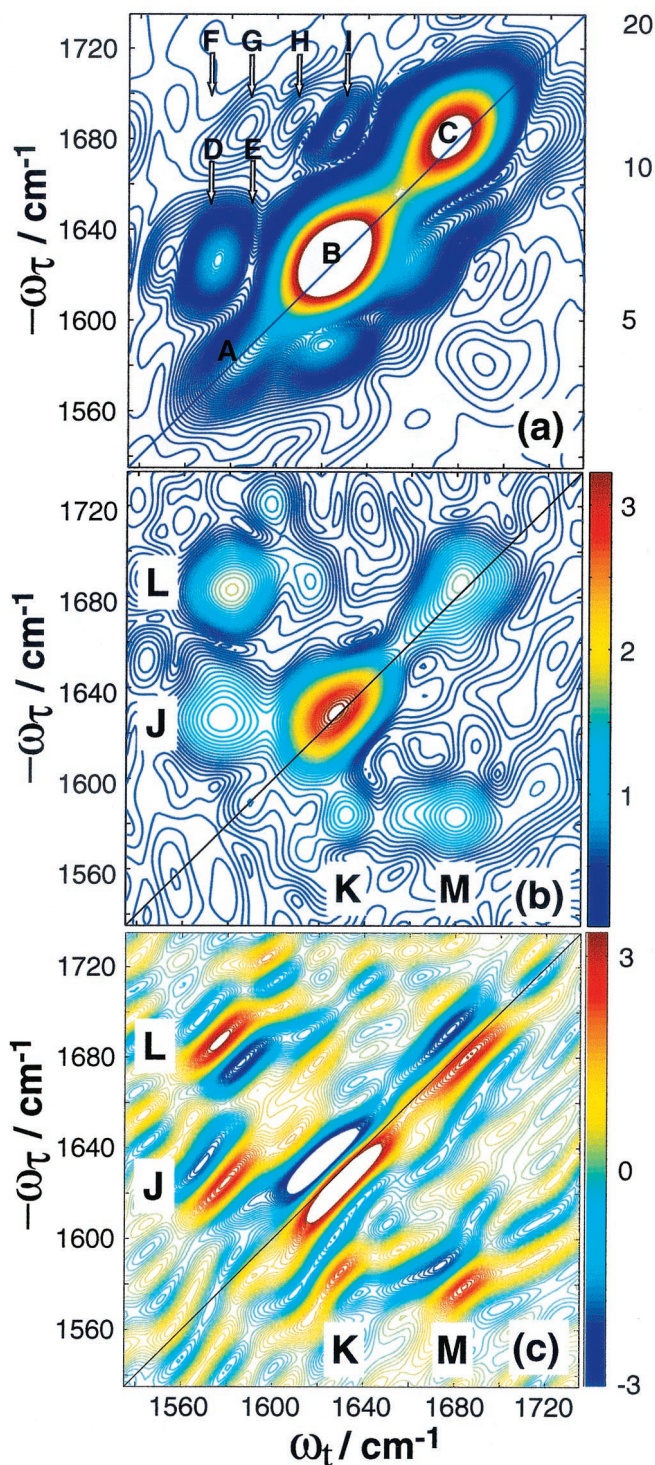 1720
1680
1640
1600
1560
−ωτ / cm-1
F G H I
D E
C
B
A
(a)
20
10
5
1720
1680
1640
1600
1560
−ωτ / cm-1
L
J
K M (b)
3
2
1
1720
1680
1640
1600
1560
−ωτ / cm-1
L
J
K M (c)
3
0
-3
1560 1600 1640 1680 1720
ωt / cm-1